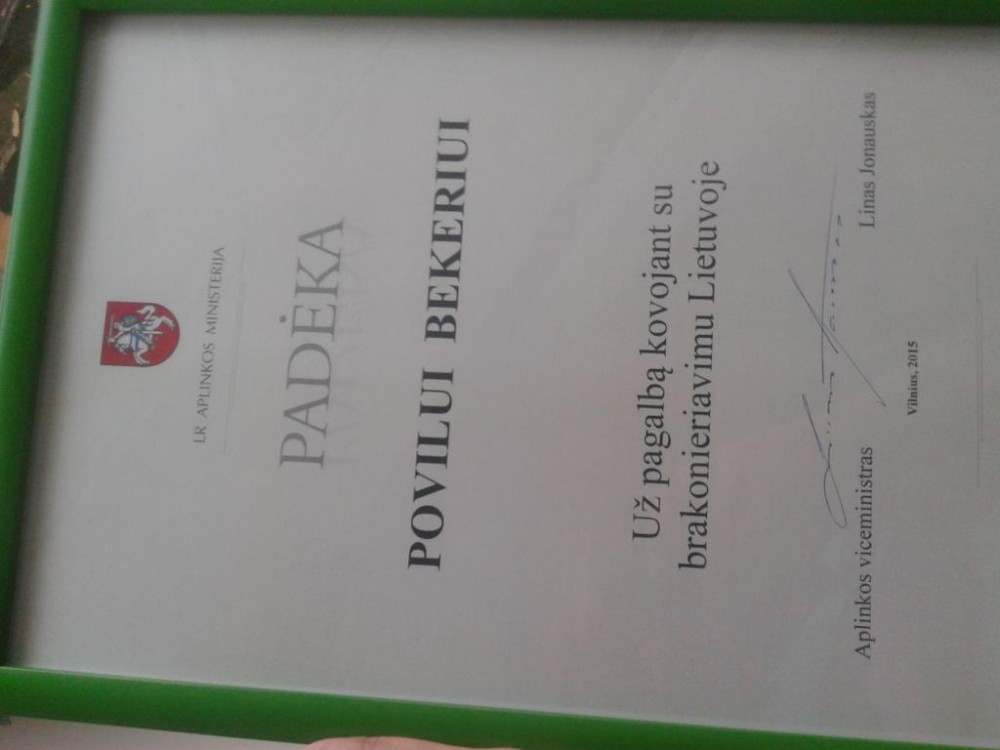 LR APLINKOS MINISTERIJA
PADĖKA
POVILUI BEKERIUI
Už pagalbą kovojant su
brakonieriavimu Lietuvoje
Aplinkos viceministras
Linas Jonauskas
Vilnius, 2015